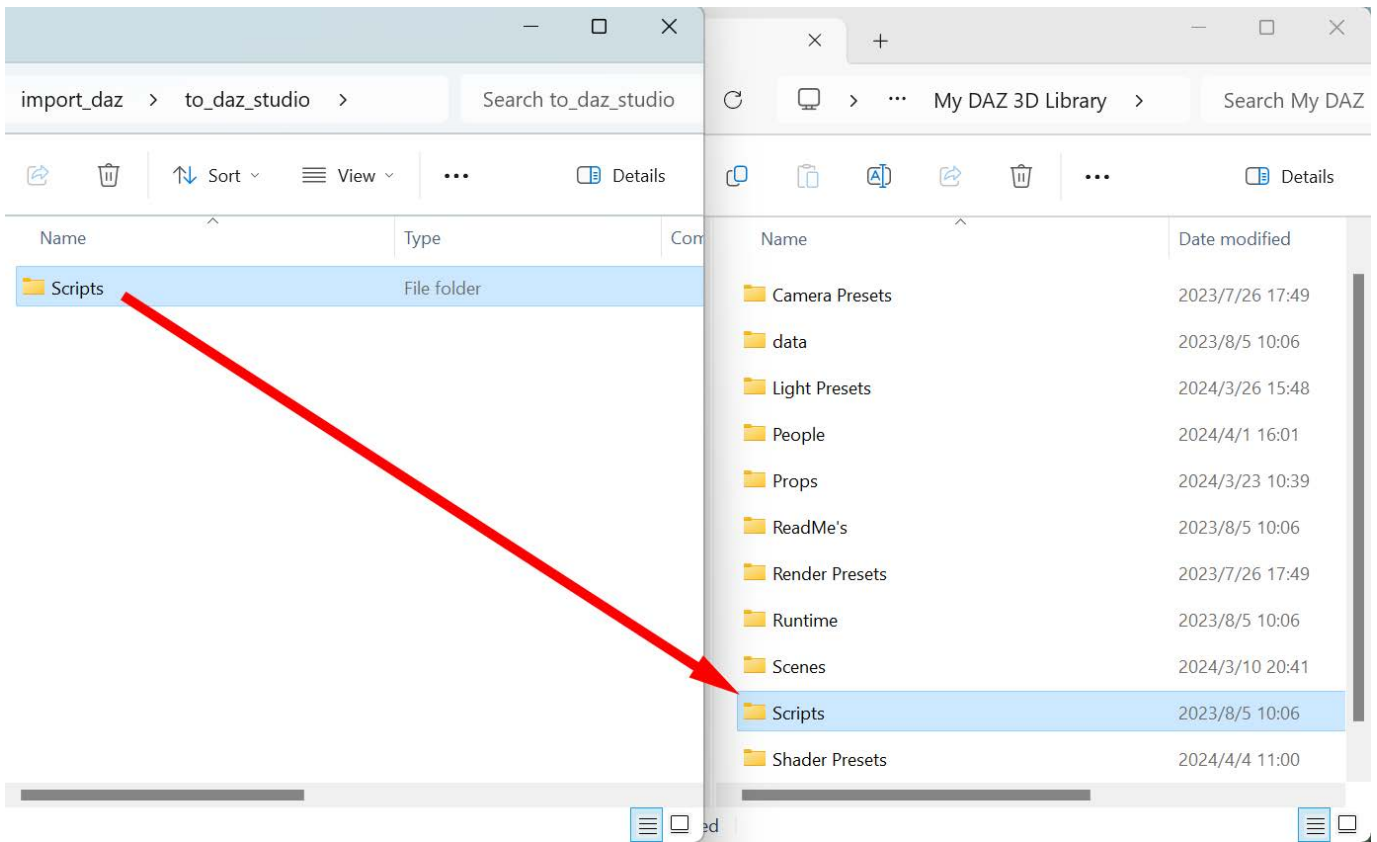 import_daz > to_daz_studio >
Search to_daz_studio
Sort
View
...
Details
Name
Type
Com
Scripts
File folder
... My DAZ 3D Library >
Search My DAZ
...
Details
Name
Date modified
Camera Presets
2023/7/26 17:49
data
2023/8/5 10:06
Light Presets
2024/3/26 15:48
People
2024/4/1 16:01
Props
2024/3/23 10:39
ReadMe's
2023/8/5 10:06
Render Presets
2023/7/26 17:49
Runtime
2023/8/5 10:06
Scenes
2024/3/10 20:41
Scripts
2023/8/5 10:06
Shader Presets
2024/4/4 11:00
ed